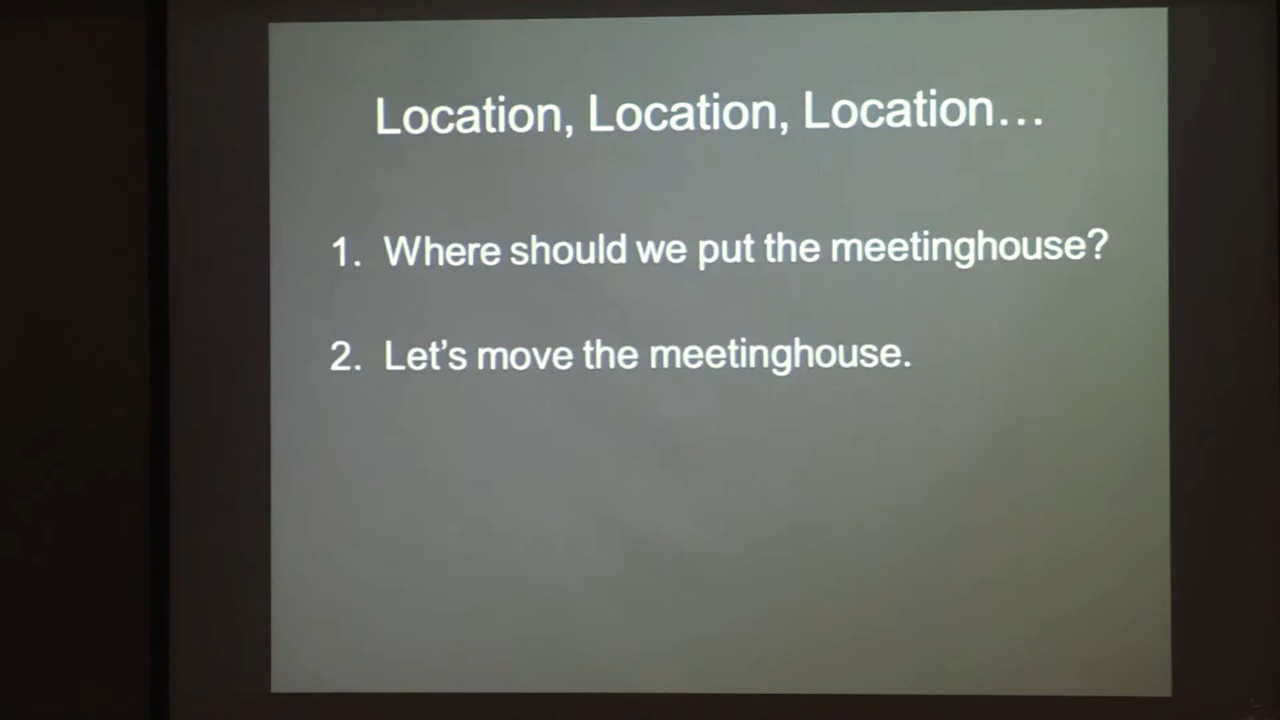 Location, Location, Location…
1. Where should we put the meetinghouse?
2. Let’s move the meetinghouse.